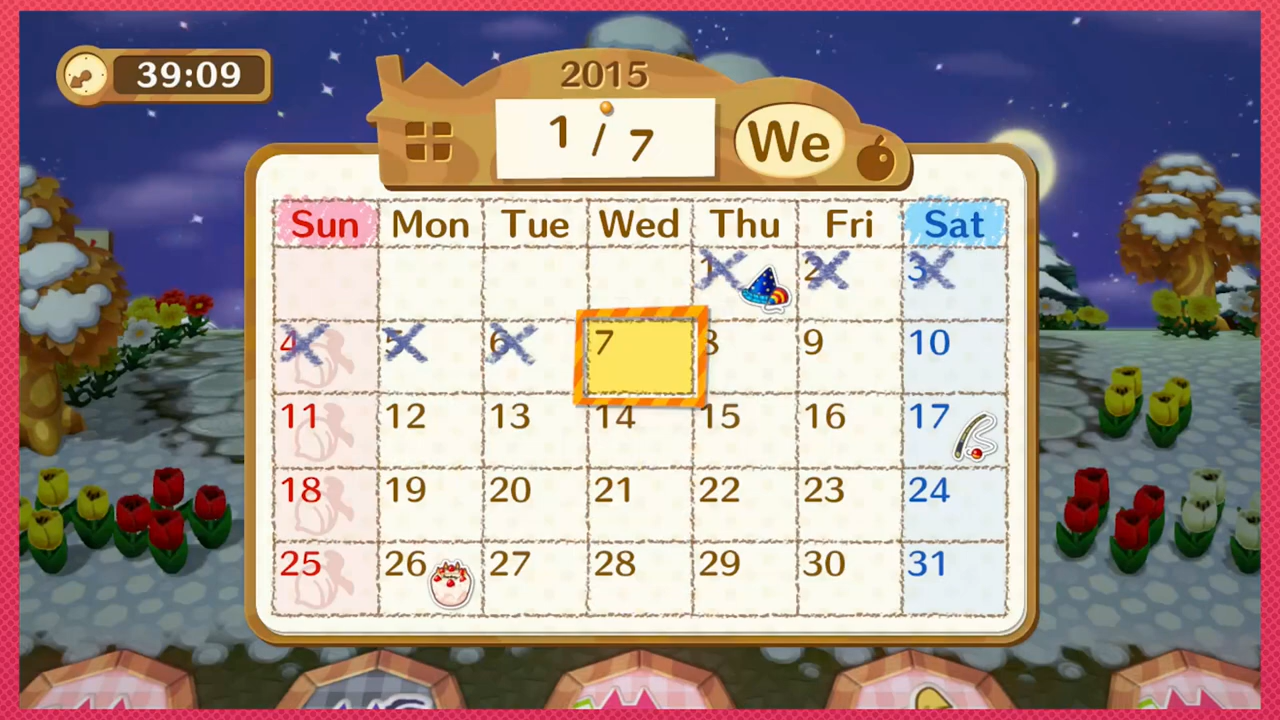 39:09
2015
1 / 7
We
Sun Mon Tue Wed Thu Fri Sat
1 2 3
4 5 6 7 8 9 10
11 12 13 14 15 16 17
18 19 20 21 22 23 24
25 26 27 28 29 30 31